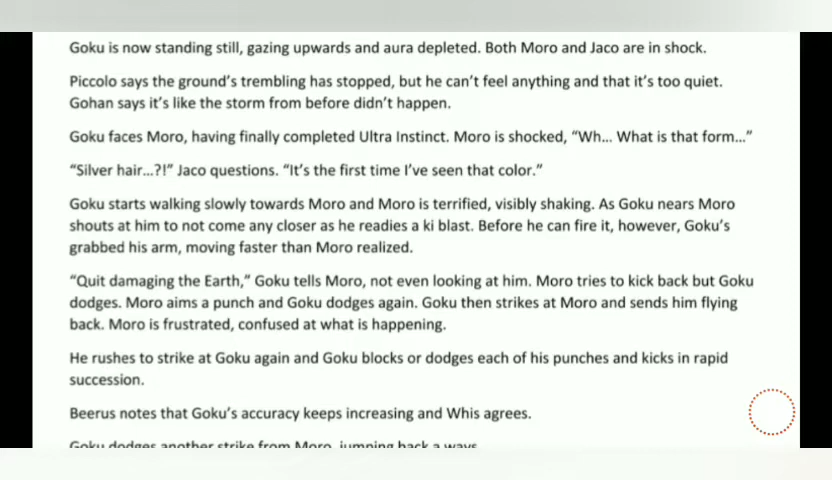 Goku is now standing still, gazing upwards and aura depleted. Both Moro and Jaco are in shock.
Piccolo says the ground's trembling has stopped, but he can't feel anything and that it's too quiet.
Gohan says it's like the storm from before didn't happen.
Goku faces Moro, having finally completed Ultra Instinct. Moro is shocked, “Wh... What is that form...”
“Silver hair...?!” Jaco questions. “It's the first time I've seen that color.”
Goku starts walking slowly towards Moro and Moro is terrified, visibly shaking. As Goku nears Moro
shouts at him to not come any closer as he readies a ki blast. Before he can fire it, however, Goku's
grabbed his arm, moving faster than Moro realized.
“Quit damaging the Earth,” Goku tells Moro, not even looking at him. Moro tries to kick back but Goku
dodges. Moro aims a punch and Goku dodges again. Goku then strikes at Moro and sends him flying
back. Moro is frustrated, confused at what is happening.
He rushes to strike at Goku again and Goku blocks or dodges each of his punches and kicks in rapid
succession.
Beerus notes that Goku's accuracy keeps increasing and Whis agrees.
Goku dodges another strike from Moro, jumping back a ways